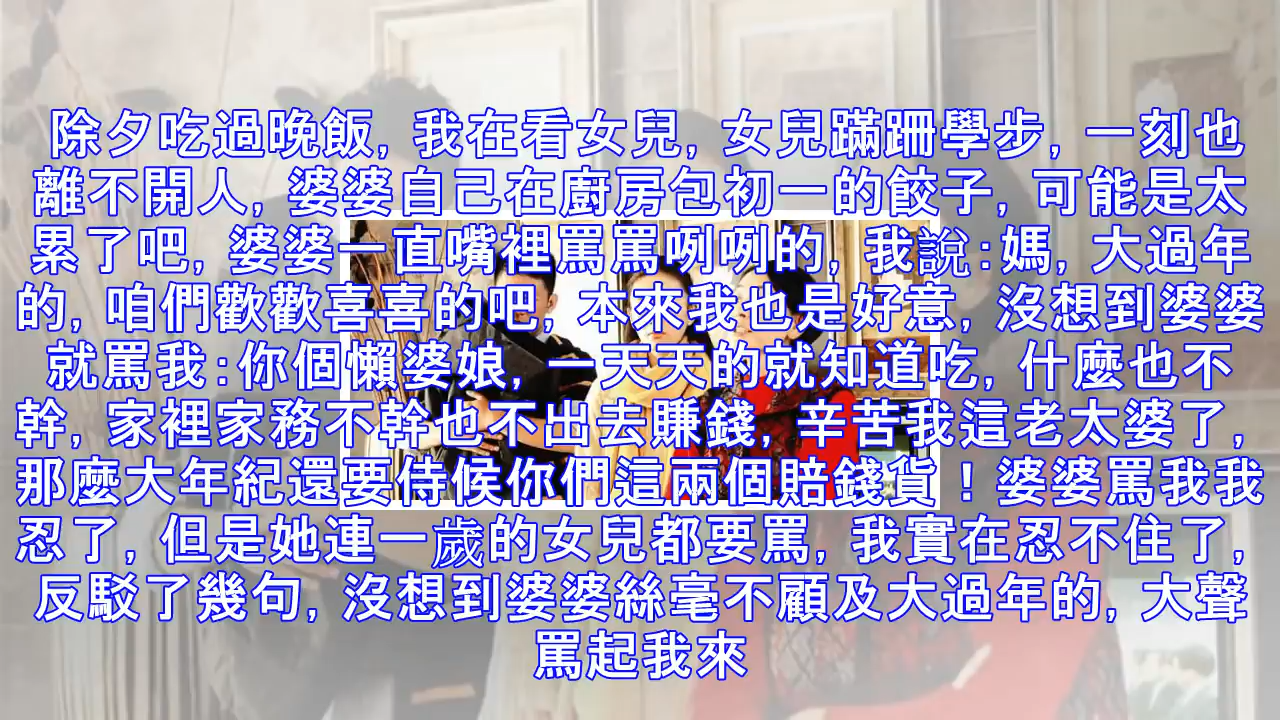 除夕吃過晚飯, 我在看女兒, 女兒蹣跚學步, 一刻也
離不開人, 婆婆自己在廚房包初一的餃子, 可能是太
累了吧, 婆婆一直嘴裡罵罵咧咧的, 我說:媽, 大過年
的, 咱們歡歡喜喜的吧, 本來我也是好意, 沒想到婆婆
就罵我:你個懶婆娘, 一天天的就知道吃, 什麼也不
幹, 家裡家務不幹也不出去賺錢, 辛苦我這老太婆了,
那麼大年紀還要侍候你們這兩個賠錢貨！婆婆罵我我
忍了, 但是她連一歲的女兒都要罵, 我實在忍不住了,
反駁了幾句, 沒想到婆婆絲毫不顧及大過年的, 大聲
罵起我來